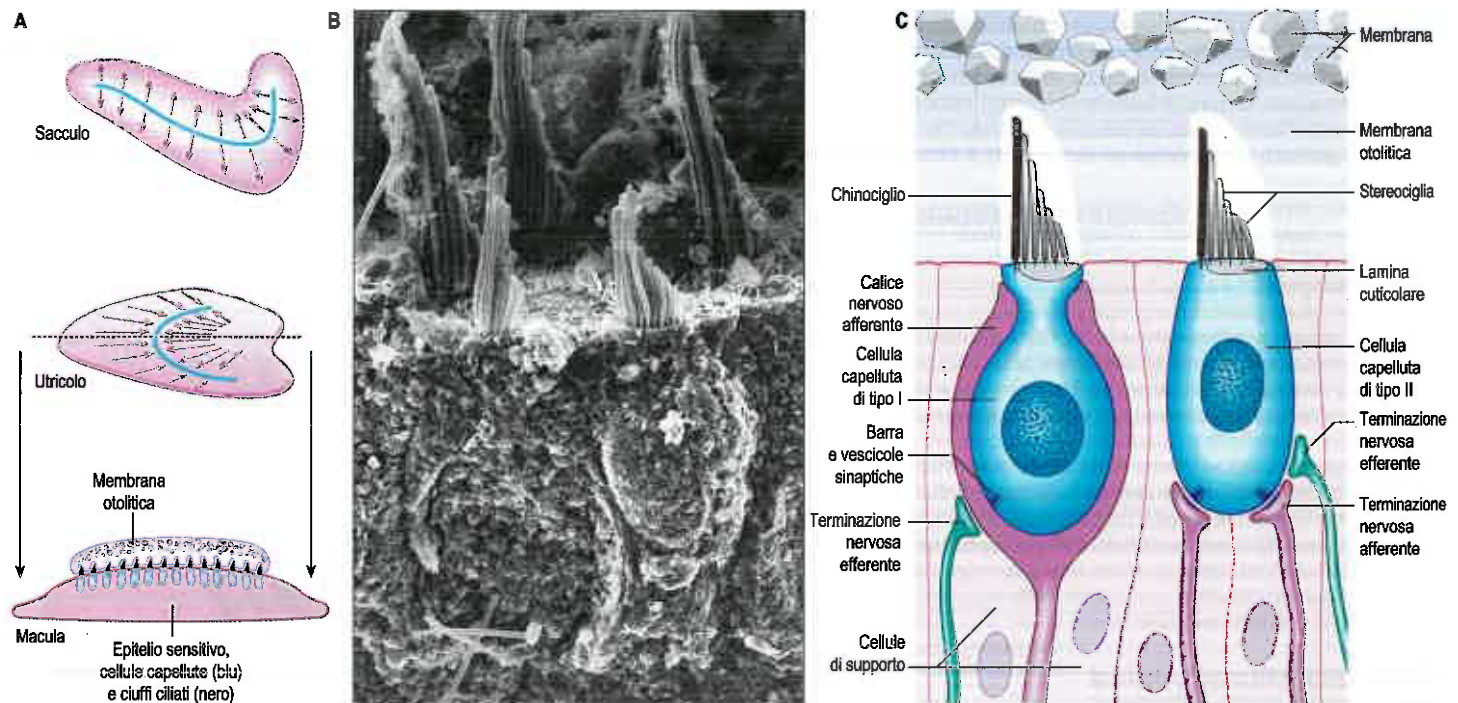 A
Sacculo
Utricolo
Membrana
otolitica
Macula
Epitelio sensitivo,
cellule capellute (blu)
e ciuffi ciliati (nero)
B
C
Chinociglio
Calice
nervoso
afferente
Cellula
capelluta
di tipo I
Barra
e vescicole
sinaptiche
Terminazione
nervosa
efferente
Cellule
di supporto
Membrana
Membrana
otolitica
Stereociglia
Lamina
cuticolare
Cellula
capelluta
di tipo II
Terminazione
nervosa
efferente
Terminazione
nervosa
afferente